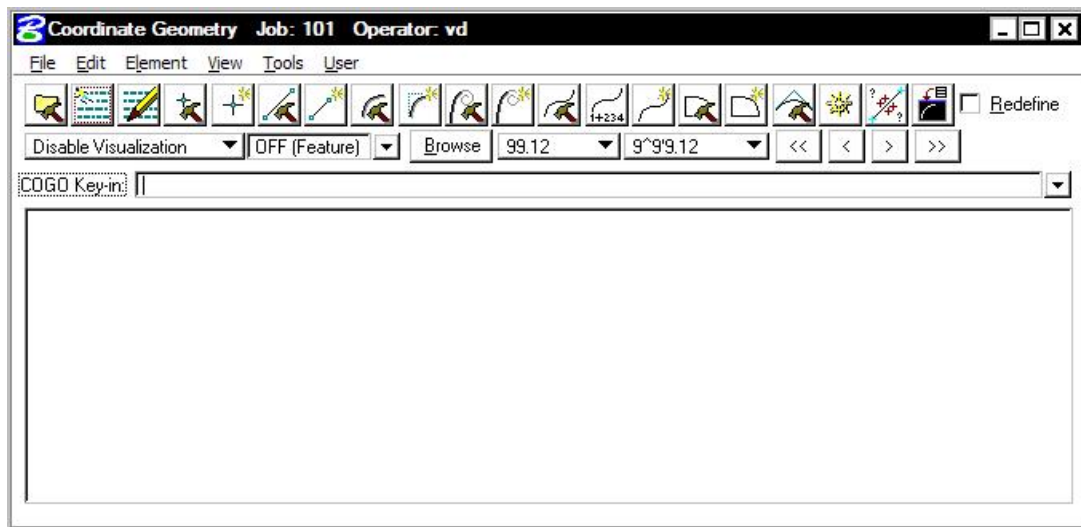 Coordinate Geometry Job: 101 Operator: vd
File Edit Element View Tools User
1+234 ? ? Redefine
Disable Visualization OFF (Feature) Browse 99.12 9^9'9.12 << < > >>
COGO Key-in: